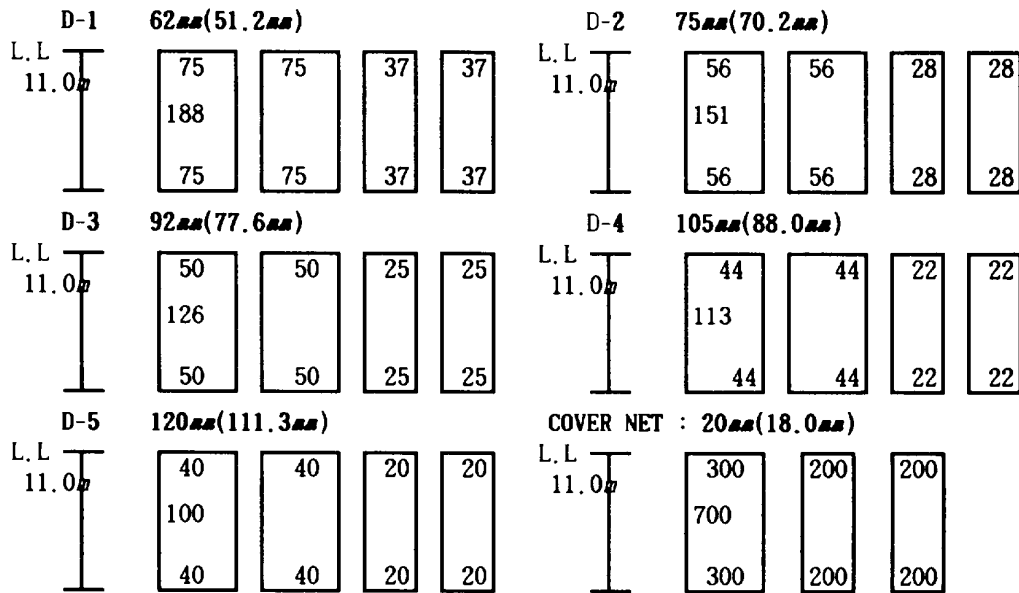 D-1 62mm(51.2mm) D-2 75mm(70.2mm)
L.L 75 75 37 37 L.L 56 56 28 28
11.0m 188 11.0m 151
75 75 37 37 56 56 28 28
D-3 92mm(77.6mm) D-4 105mm(88.0mm)
L.L 50 50 25 25 L.L 44 44 22 22
11.0m 126 11.0m 113
50 50 25 25 44 44 22 22
D-5 120mm(111.3mm) COVER NET : 20mm(18.0mm)
L.L 40 40 20 20 L.L 300 200 200
11.0m 100 11.0m 700
40 40 20 20 300 200 200